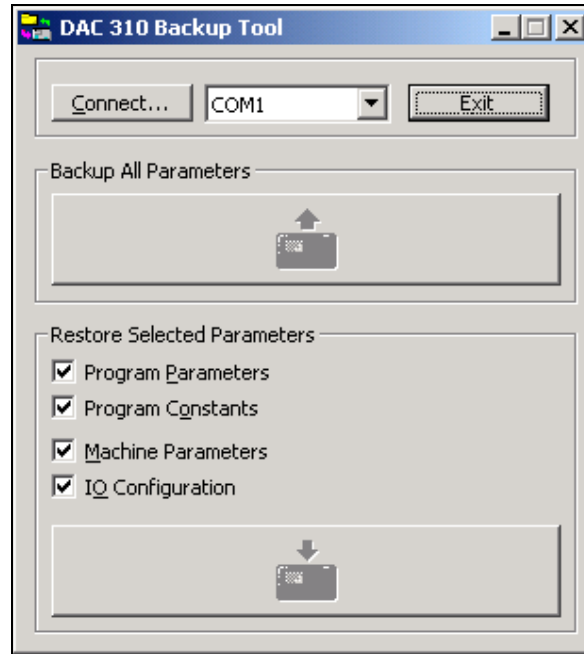 DAC 310 Backup Tool
Connect... COM1 Exit
Backup All Parameters
Restore Selected Parameters
Program Parameters
Program Constants
Machine Parameters
IO Configuration